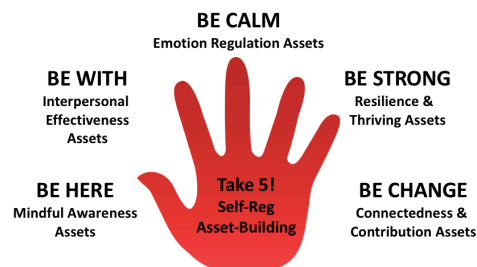 BE CALM
Emotion Regulation Assets
BE WITH
Interpersonal
Effectiveness
Assets
BE STRONG
Resilience &
Thriving Assets
BE HERE
Mindful Awareness
Assets
Take 5!
Self-Reg
Asset-Building
BE CHANGE
Connectedness &
Contribution Assets